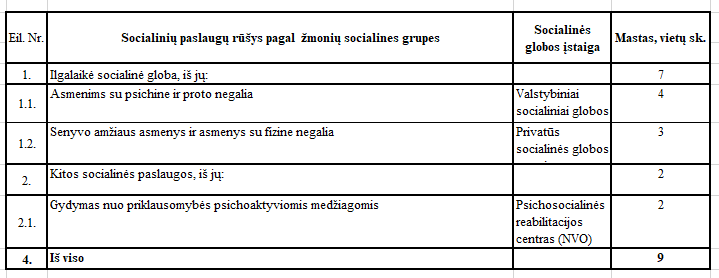 Eil. Nr. Socialinių paslaugų rūšys pagal žmonių socialines grupes Socialinės globos įstaiga Mastas, vietų sk.
1. Ilgalaikė socialinė globa, iš jų: 7
1.1. Asmenims su psichine ir proto negalia Valstybiniai socialiniai globos 4
1.2. Senyvo amžiaus asmenys ir asmenys su fizine negalia Privatūs socialinės globos 3
2. Kitos socialinės paslaugos, iš jų: 2
2.1. Gydymas nuo priklausomybės psichoaktyviomis medžiagomis Psichosocialinės reabilitacijos centras (NVO) 2
4. Iš viso 9